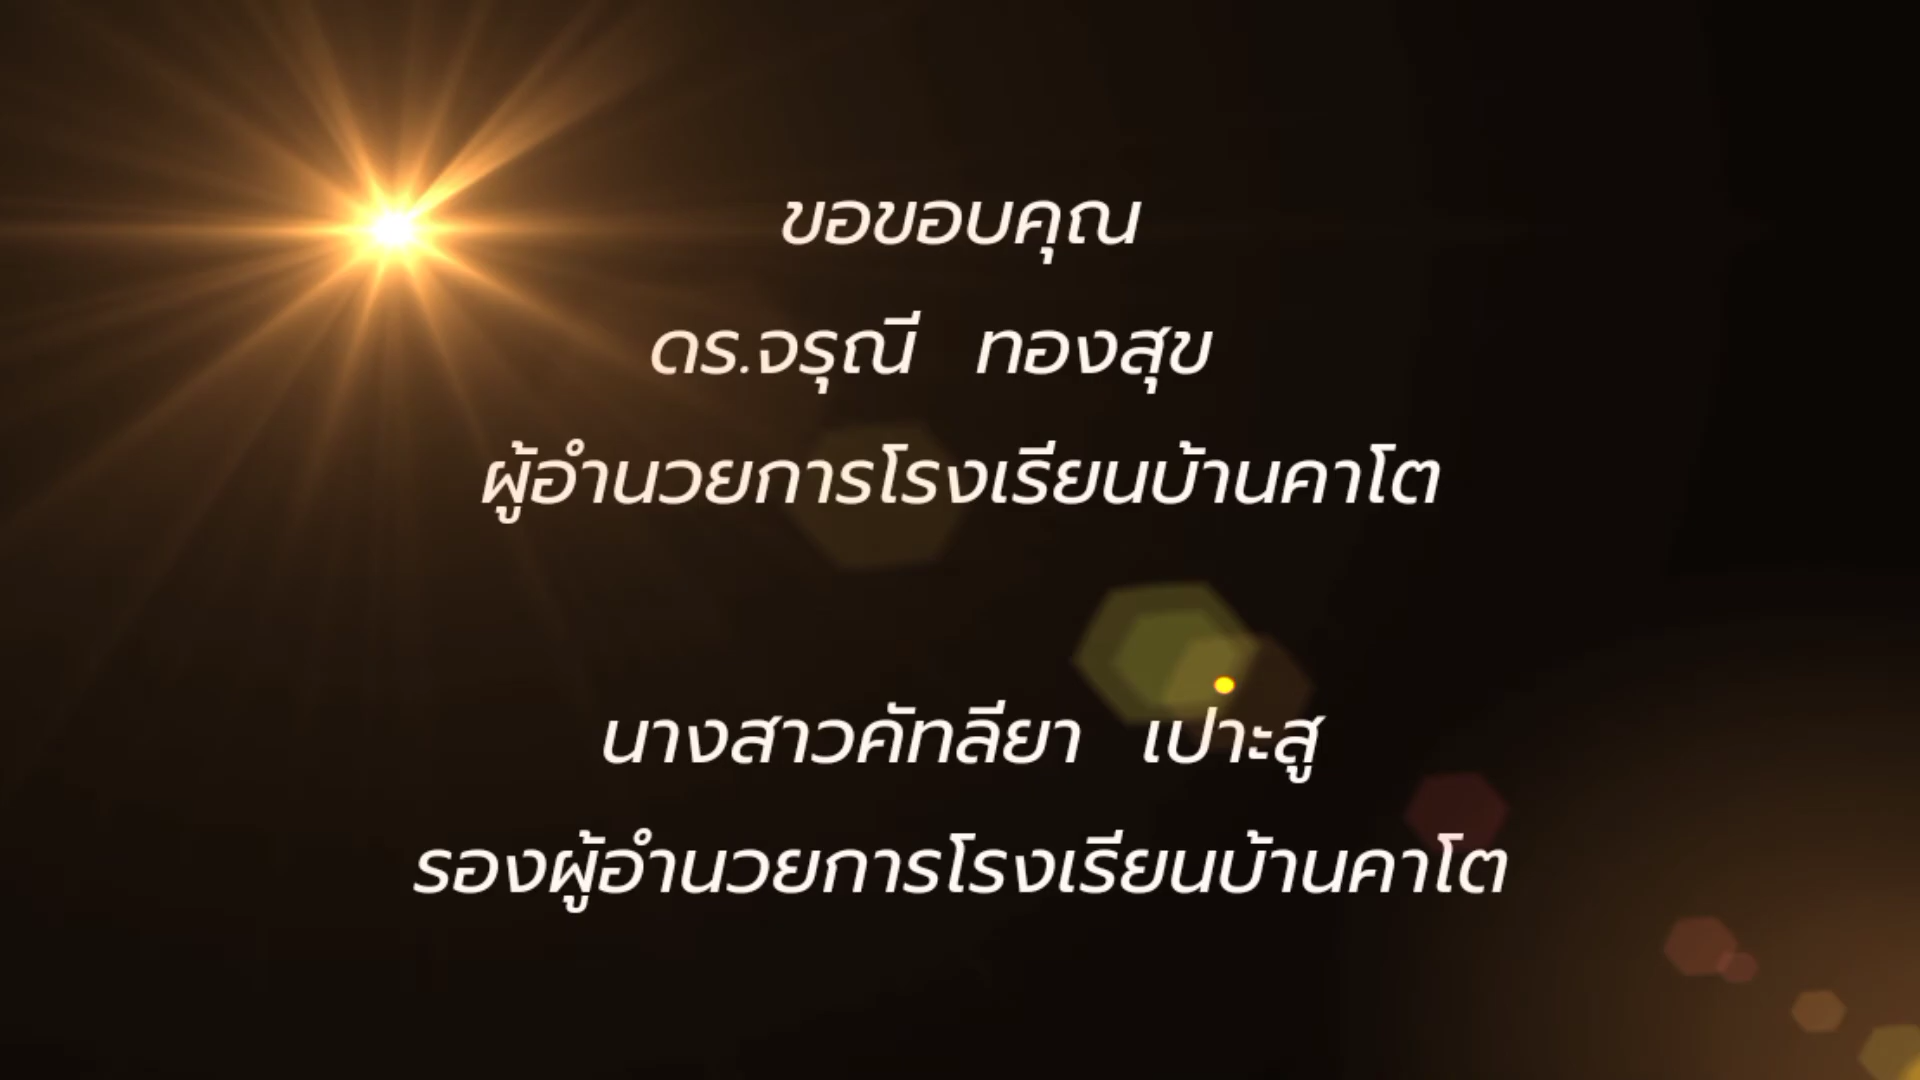 ขอขอบคุณ
ดร.จรุณี ทองสุข
ผู้อำนวยการโรงเรียนบ้านคาโต
นางสาวคัทลียา เปาะสู
รองผู้อำนวยการโรงเรียนบ้านคาโต